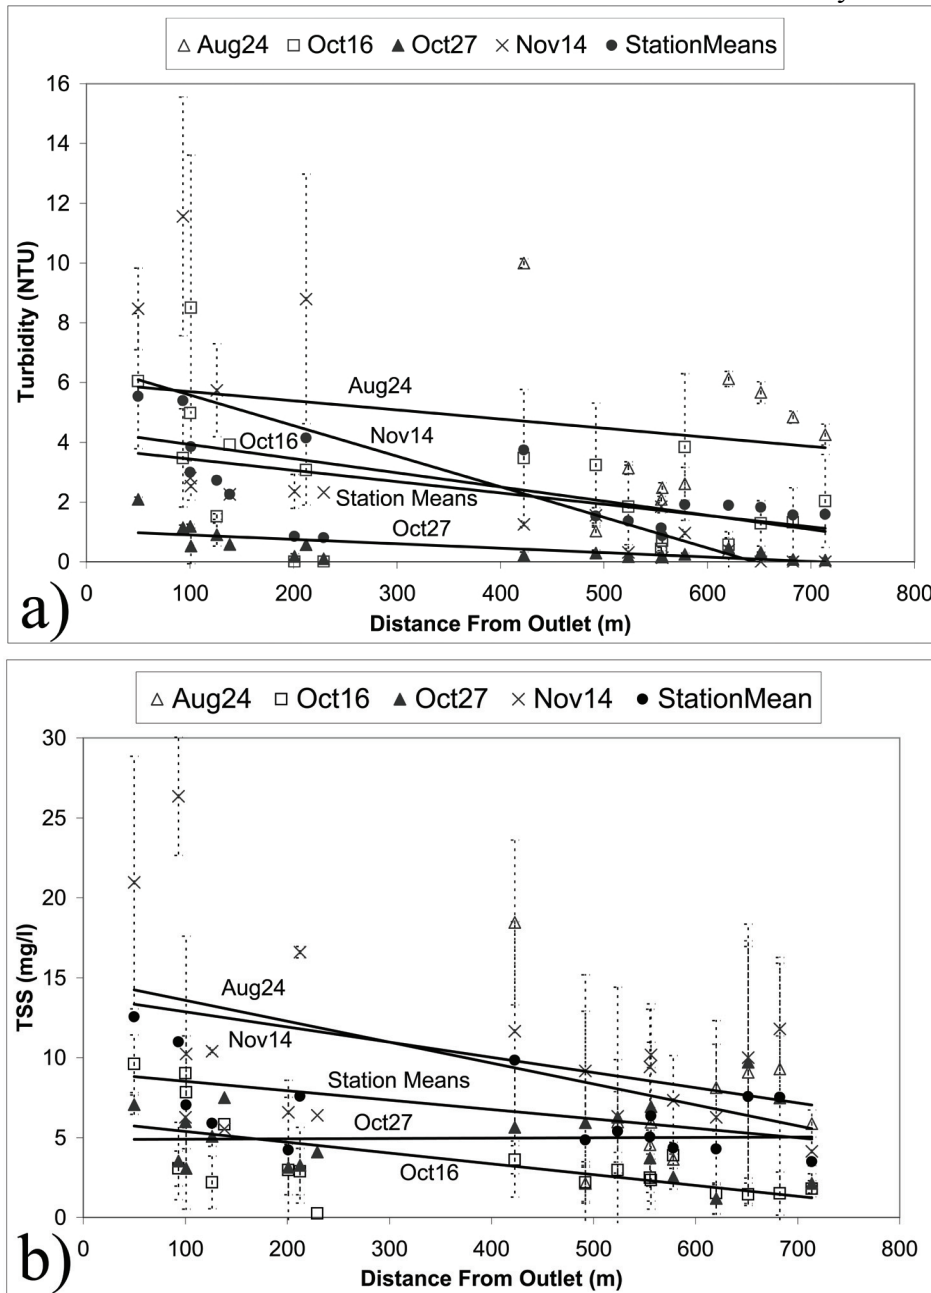 y
Aug24 Oct16 Oct27 Nov14 StationMeans
16
14
12
10
8
6
4
2
0
Turbidity (NTU)
Aug24
Oct16
Nov14
Station Means
Oct27
0 100 200 300 400 500 600 700 800
Distance From Outlet (m)
a)
Aug24 Oct16 Oct27 Nov14 StationMean
30
25
20
15
10
5
0
TSS (mg/l)
Aug24
Nov14
Station Means
Oct27
Oct16
0 100 200 300 400 500 600 700 800
Distance From Outlet (m)
b)